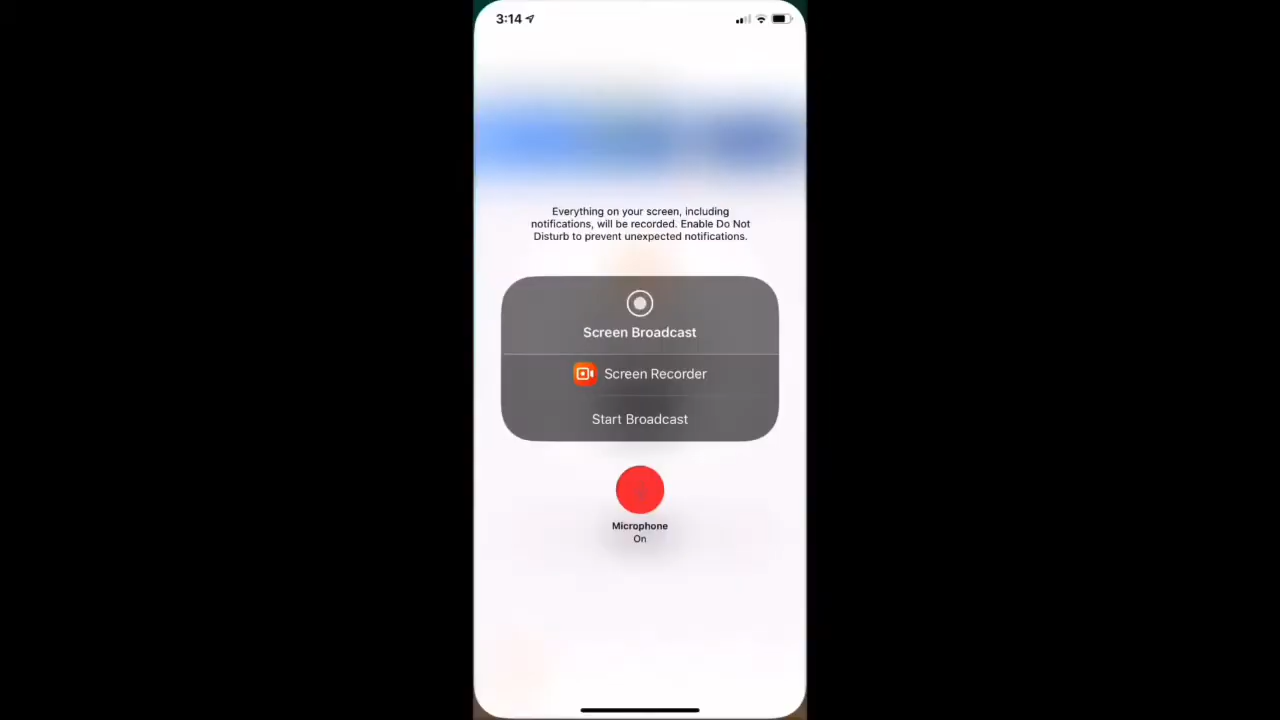 3:14
Everything on your screen, including
notifications, will be recorded. Enable Do Not
Disturb to prevent unexpected notifications.
Screen Broadcast
Screen Recorder
Start Broadcast
Microphone
On